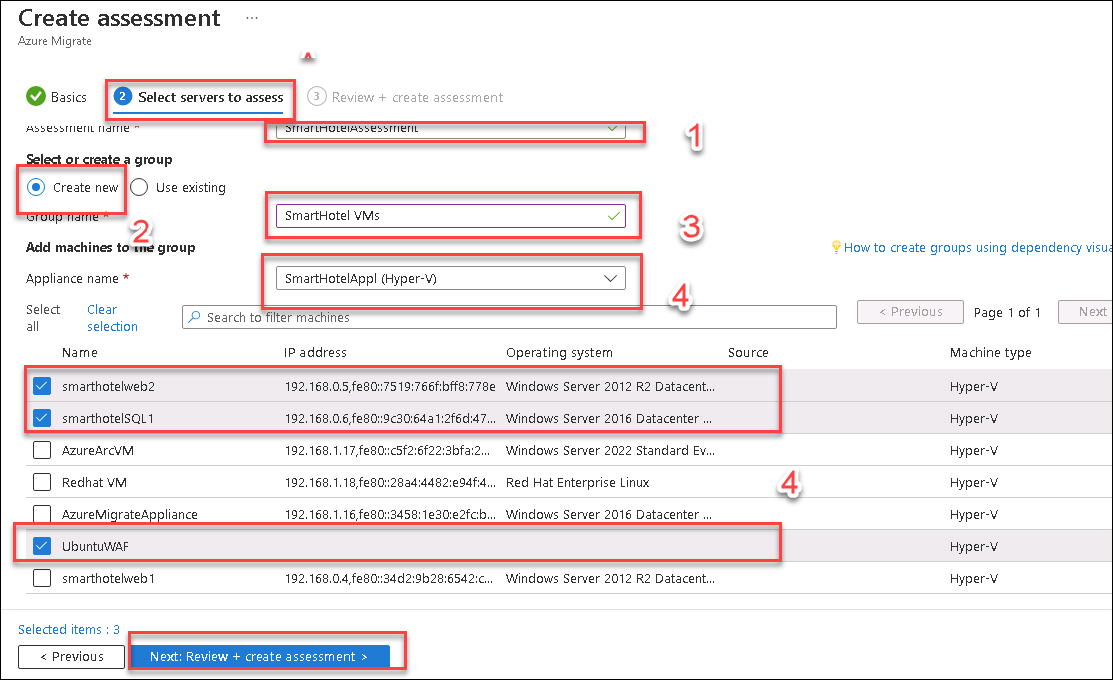 Create assessment ...
Azure Migrate
Basics 2 Select servers to assess 3 Review + create assessment
Assessment name * SmartHotelAssessment 1
Select or create a group
Create new Use existing
Group name * SmartHotel VMs 3
2
Add machines to the group How to create groups using dependency visua
Appliance name * SmartHotelAppl (Hyper-V) 4
Select all Clear selection Search to filter machines < Previous Page 1 of 1 Next
Name IP address Operating system Source Machine type
smarthotelweb2 192.168.0.5,fe80::7519:766f:bff8:778e Windows Server 2012 R2 Datacent... Hyper-V
smarthotelSQL1 192.168.0.6,fe80::9c30:64a1:2f6d:47... Windows Server 2016 Datacenter ... Hyper-V
AzureArcVM 192.168.1.17,fe80::c5f2:6f22:3bfa:2... Windows Server 2022 Standard Ev... Hyper-V
Redhat VM 192.168.1.18,fe80::28a4:4482:e94f:4... Red Hat Enterprise Linux Hyper-V
4
AzureMigrateAppliance 192.168.1.16,fe80::3458:1e30:e2fc:b... Windows Server 2016 Datacenter ... Hyper-V
UbuntuWAF Hyper-V
smarthotelweb1 192.168.0.4,fe80::34d2:9b28:6542:c... Windows Server 2012 R2 Datacent... Hyper-V
Selected items : 3
< Previous Next: Review + create assessment >